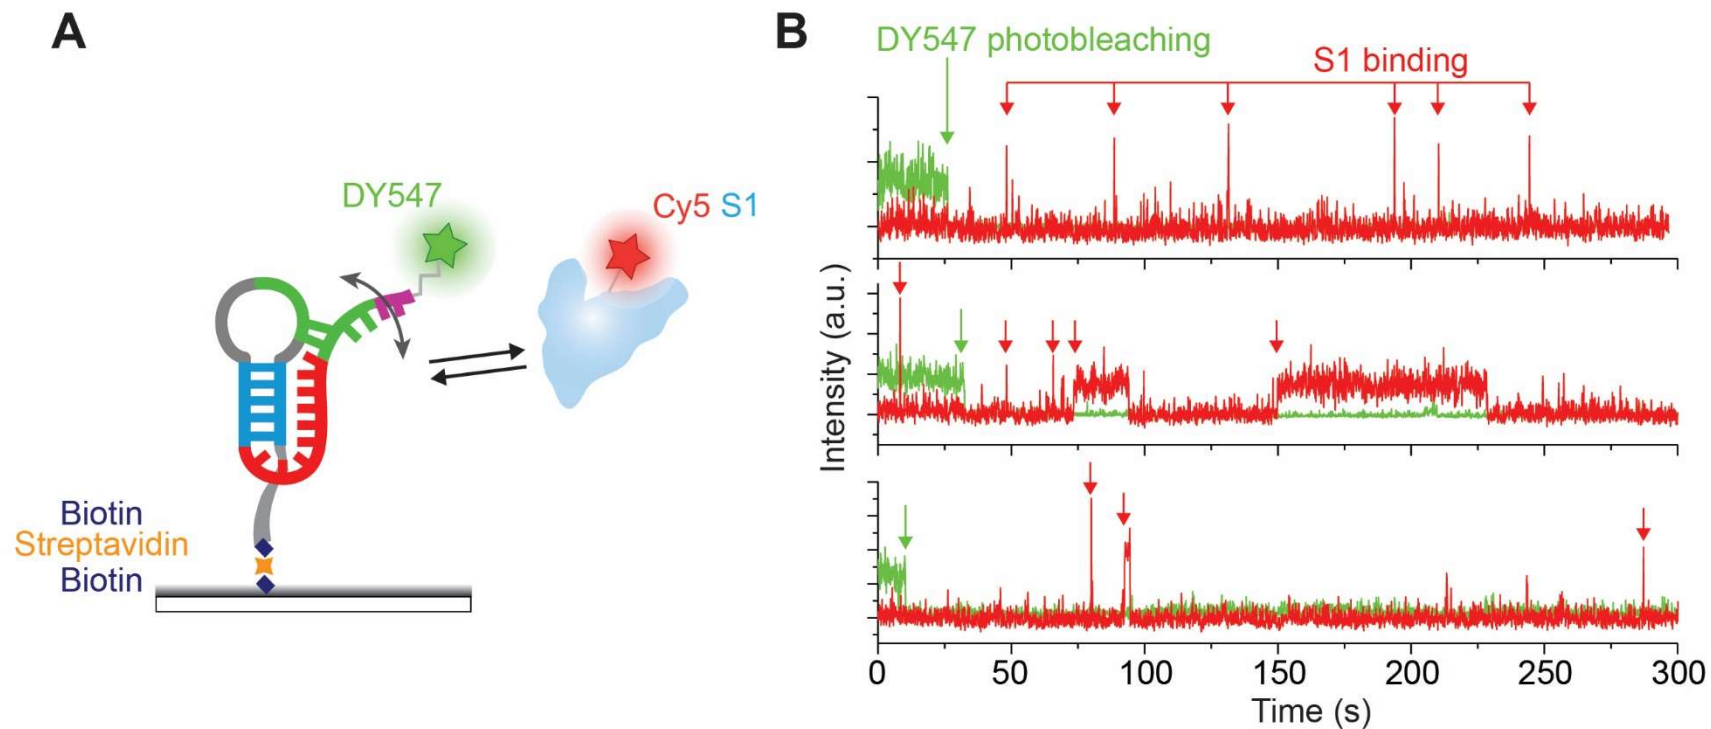 A
DY547
Cy5 S1
Biotin
Streptavidin
Biotin
B
DY547 photobleaching
S1 binding
Intensity (a.u.)
0 50 100 150 200 250 300
Time (s)